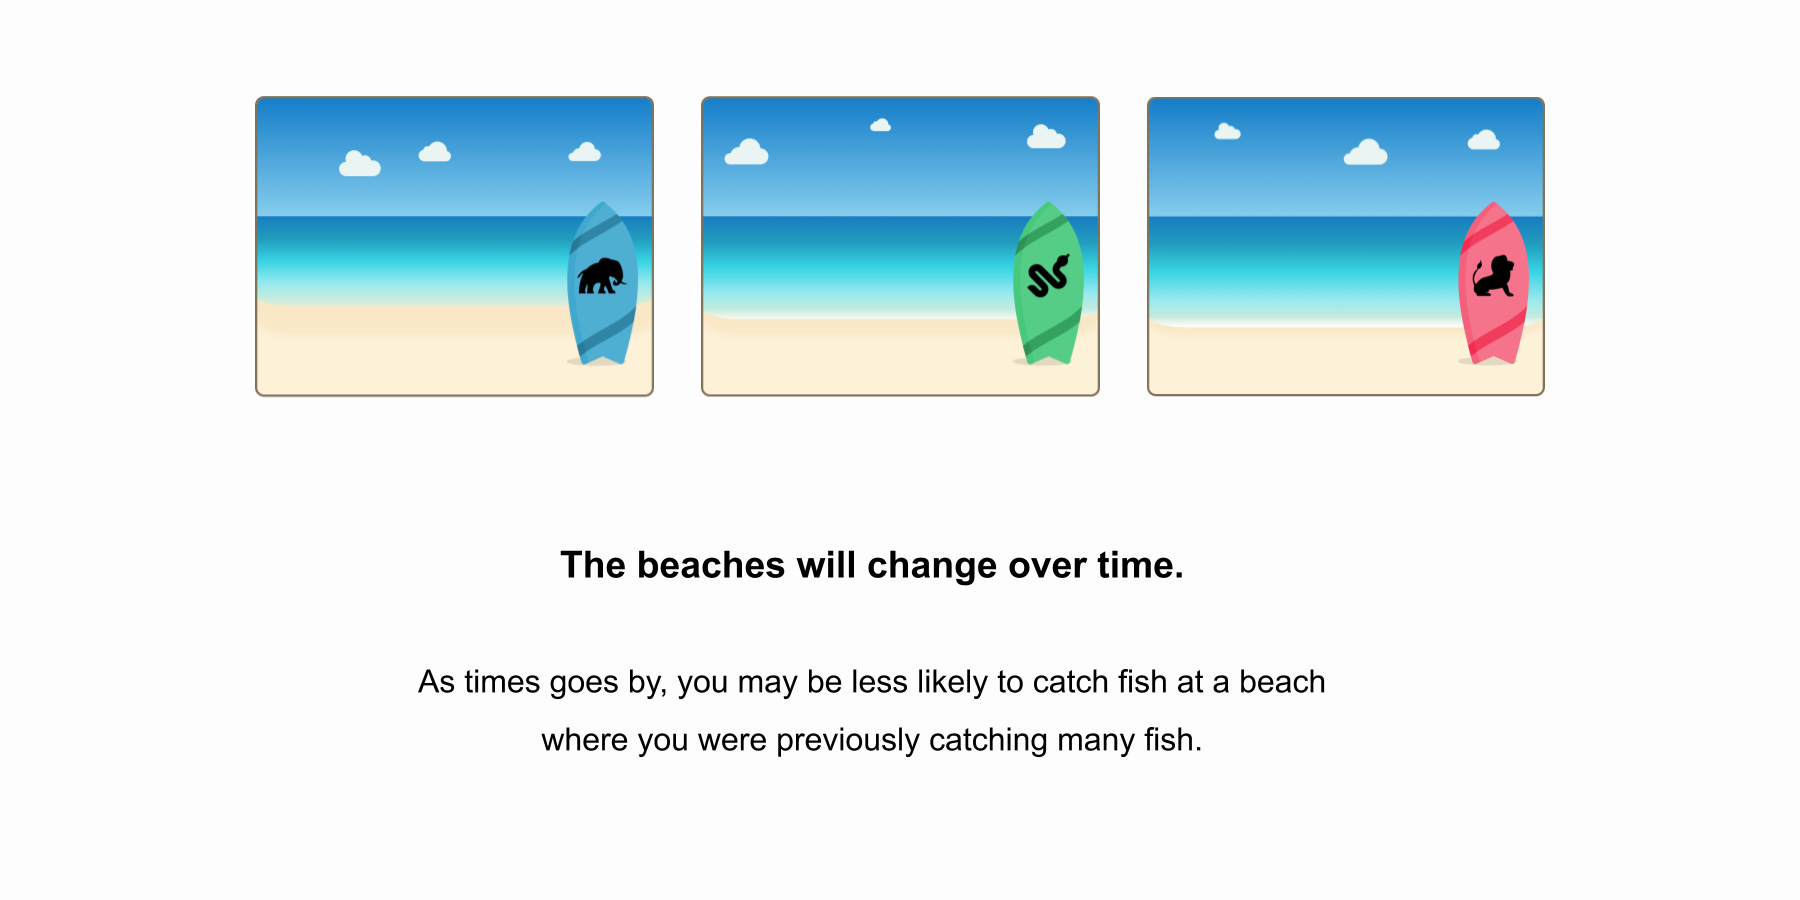 The beaches will change over time.
As times goes by, you may be less likely to catch fish at a beach
where you were previously catching many fish.